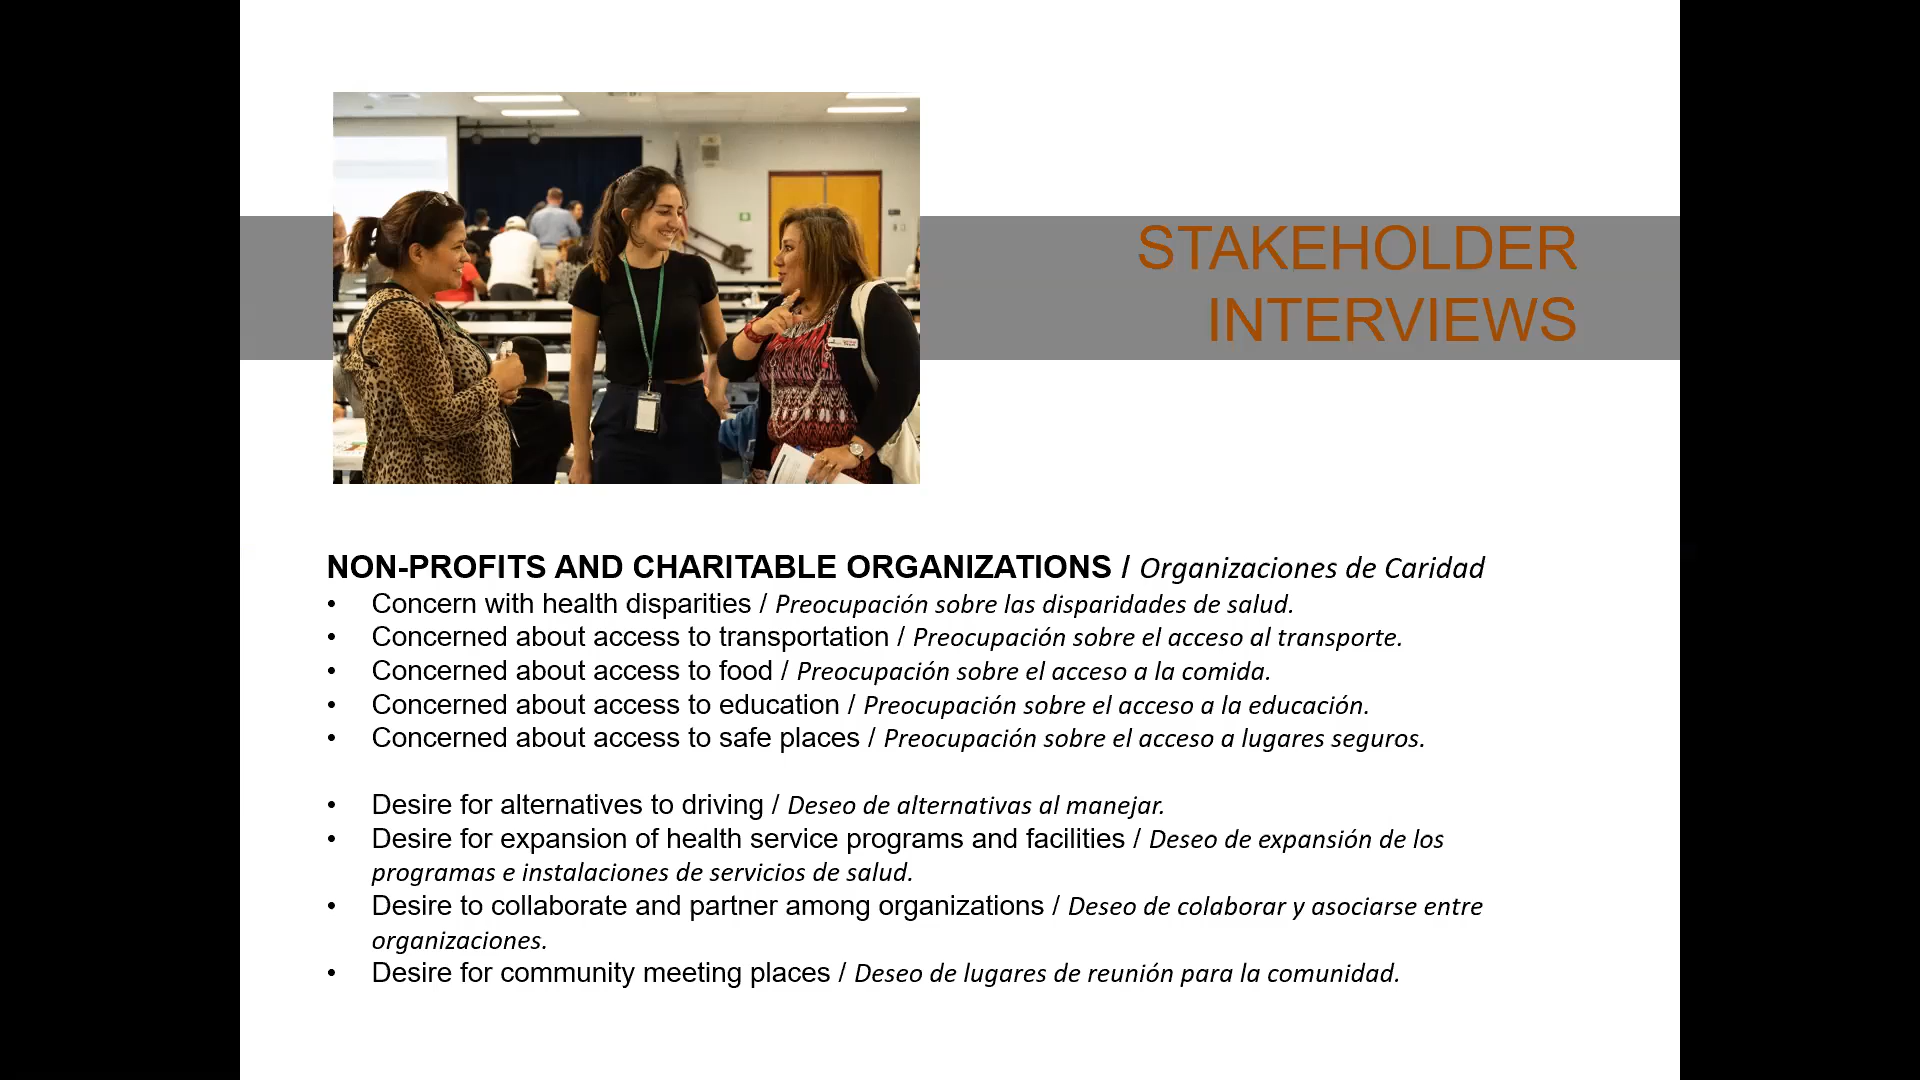 STAKEHOLDER
INTERVIEWS
NON-PROFITS AND CHARITABLE ORGANIZATIONS / Organizaciones de Caridad
• Concern with health disparities / Preocupación sobre las disparidades de salud.
• Concerned about access to transportation / Preocupación sobre el acceso al transporte.
• Concerned about access to food / Preocupación sobre el acceso a la comida.
• Concerned about access to education / Preocupación sobre el acceso a la educación.
• Concerned about access to safe places / Preocupación sobre el acceso a lugares seguros.
• Desire for alternatives to driving / Deseo de alternativas al manejar.
• Desire for expansion of health service programs and facilities / Deseo de expansión de los
programas e instalaciones de servicios de salud.
• Desire to collaborate and partner among organizations / Deseo de colaborar y asociarse entre
organizaciones.
• Desire for community meeting places / Deseo de lugares de reunión para la comunidad.